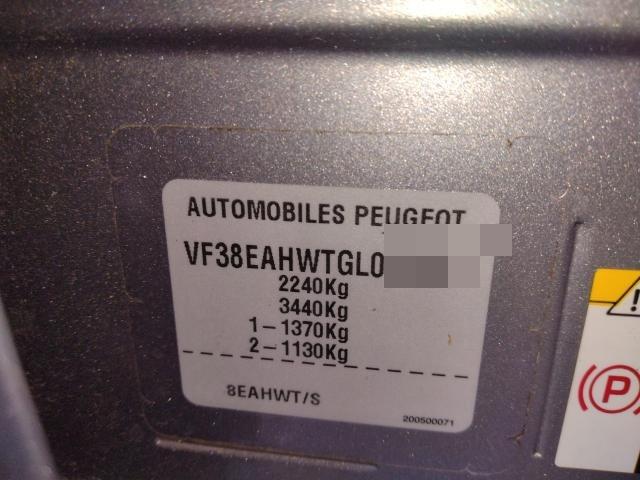 AUTOMOBILES PEUGEOT
VF38EAHWTGL0
2240Kg
3440Kg
1-1370Kg
2-1130Kg
8EAHWT/S
200500071
!
P